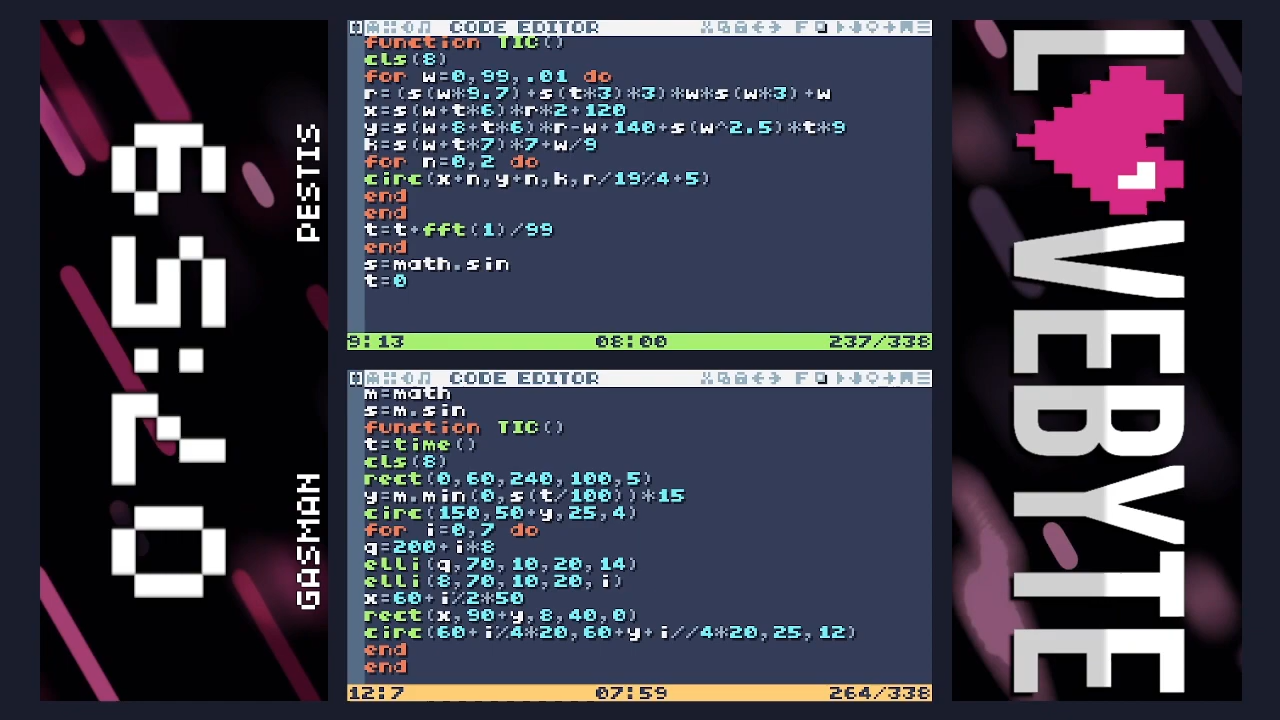 07:59
PESTIS
GASMAN
CODE EDITOR
F
function TIC()
cls(8)
for w=0,99,.01 do
r=(s(w*9.7)+s(t*3)*3)*w*s(w*3)+w
x=s(w+t*6)*r*2+120
y=s(w+8+t*6)*r-w+140+s(w^2.5)*t*9
k=s(w+t*7)*7+w/9
for n=0,2 do
circ(x+n,y+n,k,r/19%4+5)
end
end
t=t+fft(1)/99
end
s=math.sin
t=0
9:13 08:00 237/338
CODE EDITOR
F
m=math
s=m.sin
function TIC()
t=time()
cls(8)
rect(0,60,240,100,5)
y=m.min(0,s(t/100))*15
circ(150,50+y,25,4)
for i=0,7 do
q=200+i*8
elli(q,70,10,20,14)
elli(8,70,10,20,i)
x=60+i%2*50
rect(x,90+y,8,40,0)
circ(60+i%4*20,60+y+i//4*20,25,12)
end
end
12:7 07:59 264/338
L VEBYTE